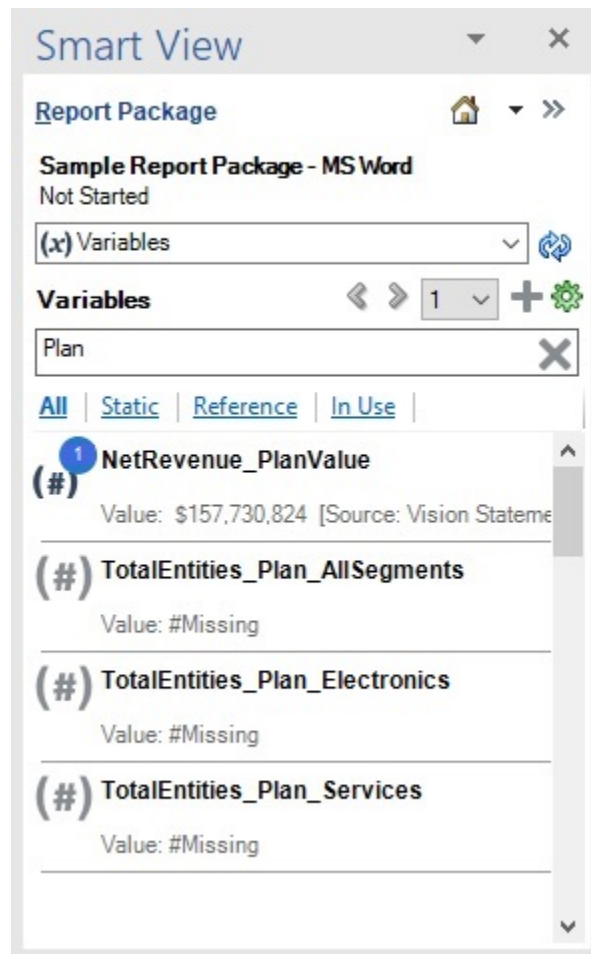 Smart View
Report Package
Sample Report Package - MS Word
Not Started
(x) Variables
Variables 1
Plan
All Static Reference In Use
1
(#) NetRevenue_PlanValue
Value: $157,730,824 [Source: Vision Stateme
(#) TotalEntities_Plan_AllSegments
Value: #Missing
(#) TotalEntities_Plan_Electronics
Value: #Missing
(#) TotalEntities_Plan_Services
Value: #Missing